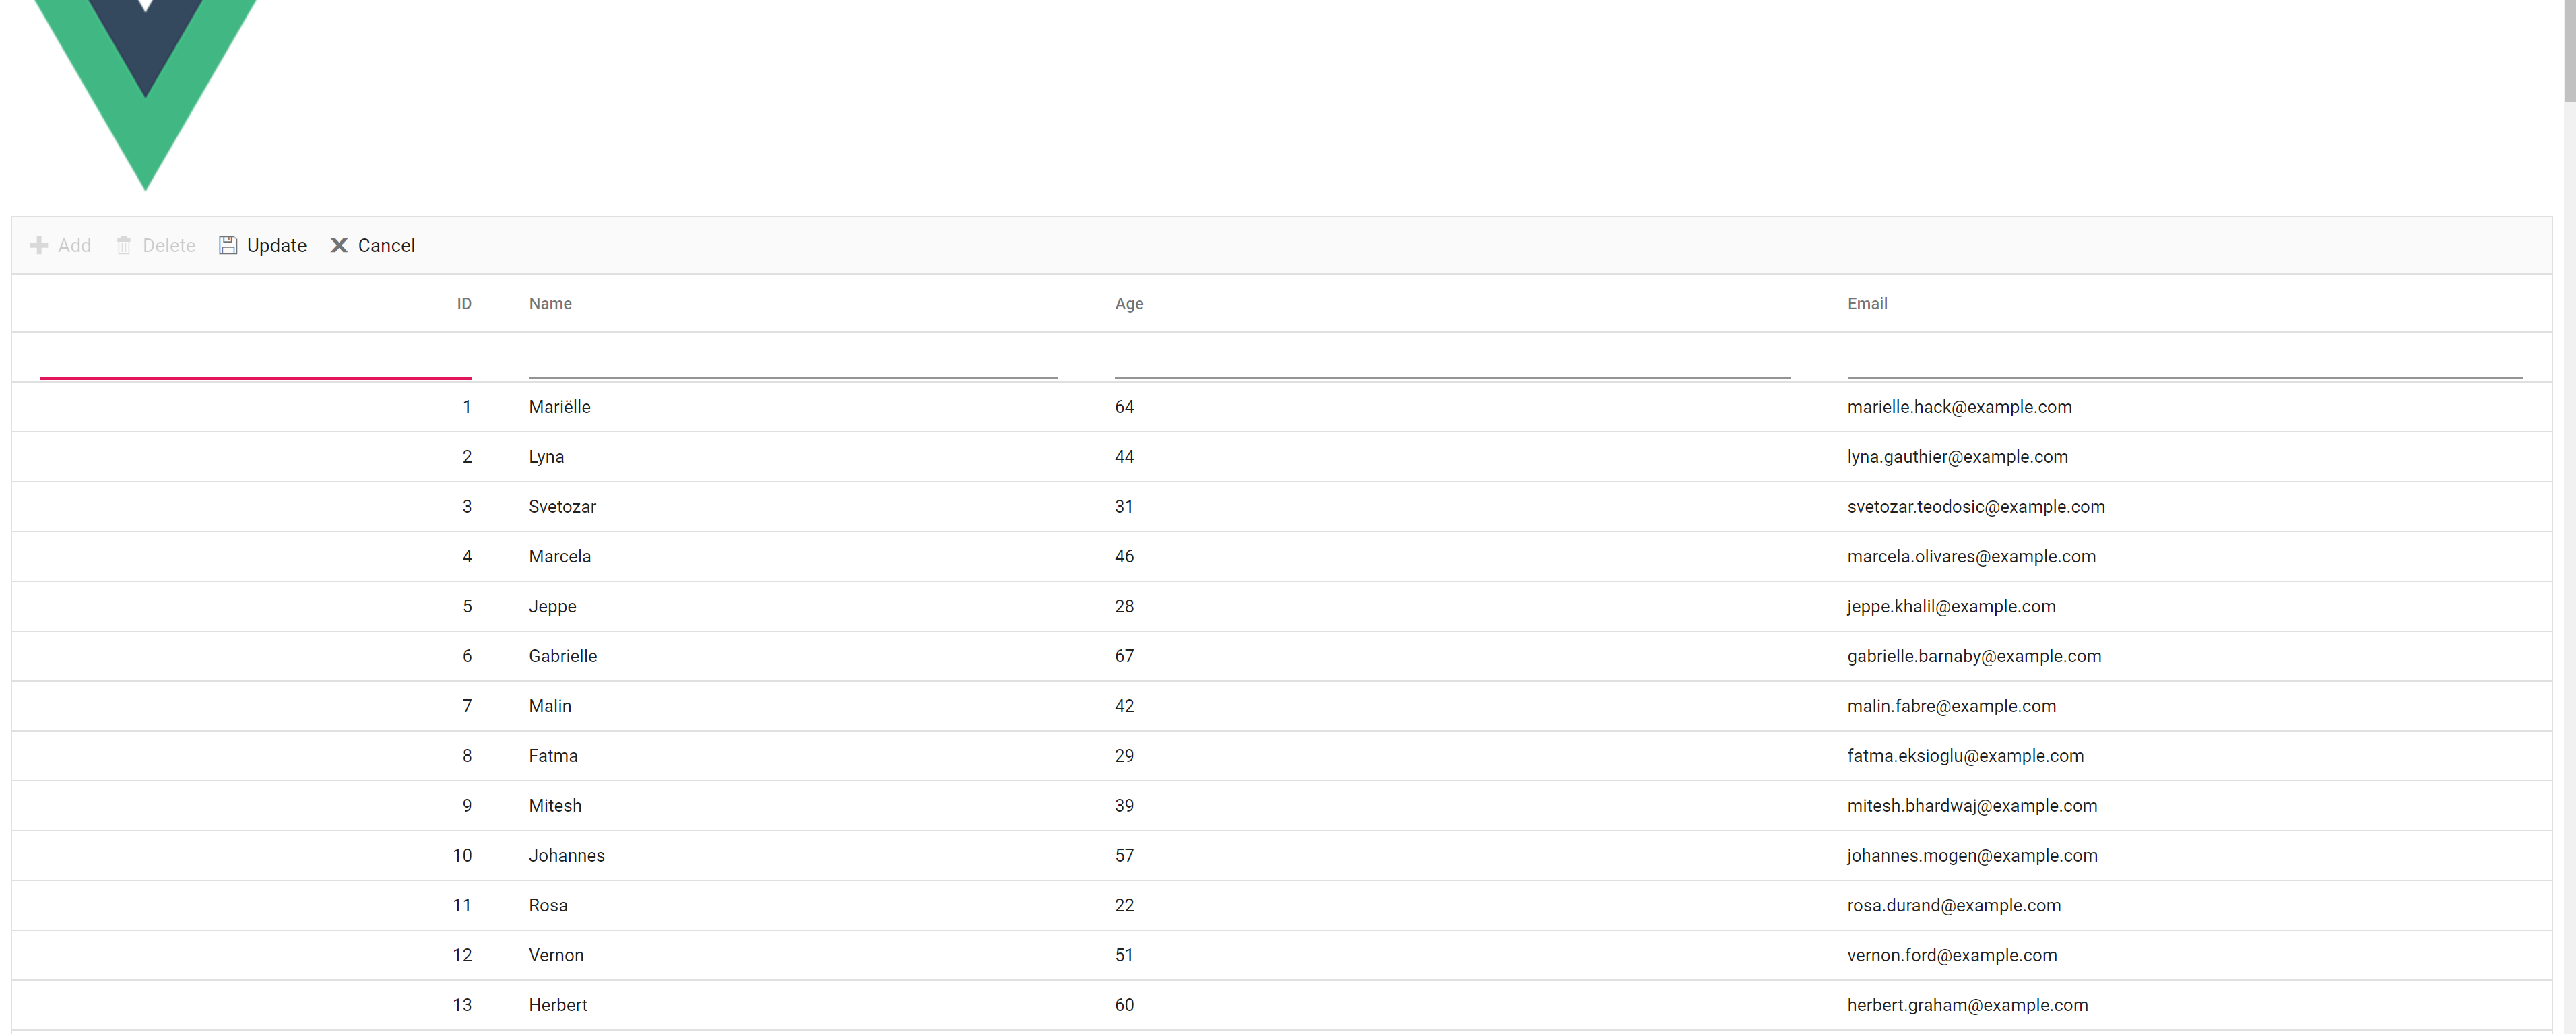 Add Delete Update Cancel
ID Name Age Email
1 Mariëlle 64 marielle.hack@example.com
2 Lyna 44 lyna.gauthier@example.com
3 Svetozar 31 svetozar.teodosic@example.com
4 Marcela 46 marcela.olivares@example.com
5 Jeppe 28 jeppe.khalil@example.com
6 Gabrielle 67 gabrielle.barnaby@example.com
7 Malin 42 malin.fabre@example.com
8 Fatma 29 fatma.eksioglu@example.com
9 Mitesh 39 mitesh.bhardwaj@example.com
10 Johannes 57 johannes.mogen@example.com
11 Rosa 22 rosa.durand@example.com
12 Vernon 51 vernon.ford@example.com
13 Herbert 60 herbert.graham@example.com